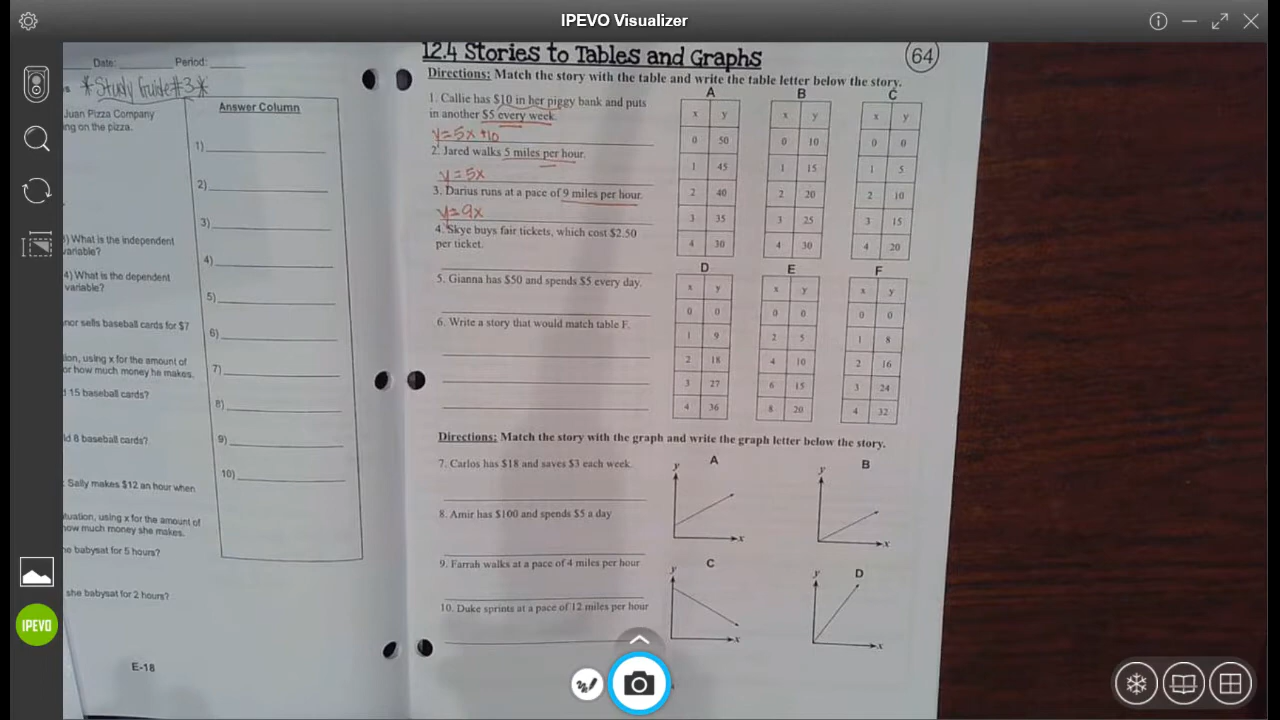 IPEVO Visualizer
Date: Period:
*Study Guide #3*
Juan Pizza Company
ing on the pizza.
Answer Column
1)
2)
3)
4)
5)
6)
7)
8)
9)
10)
What is the independent
variable?
4) What is the dependent
variable?
nor sells baseball cards for $7
using x for the amount of
or how much money he makes.
15 baseball cards?
8 baseball cards?
Sally makes $12 an hour when
using x for the amount of
how much money she makes.
babysat for 5 hours?
she babysat for 2 hours?
E-18
12.4 Stories to Tables and Graphs
64
Directions: Match the story with the table and write the table letter below the story.
1. Callie has $10 in her piggy bank and puts
in another $5 every week.
y=5x+10
2. Jared walks 5 miles per hour.
y=5x
3. Darius runs at a pace of 9 miles per hour.
y=9x
4. Skye buys fair tickets, which cost $2.50
per ticket.
5. Gianna has $50 and spends $5 every day.
6. Write a story that would match table F.
A
x y
0 50
1 45
2 40
3 35
4 30
B
x y
0 10
1 15
2 20
3 25
4 30
C
x y
0 0
1 5
2 10
3 15
4 20
D
x y
0 0
1 9
2 18
3 27
4 36
E
x y
0 0
2 5
4 10
6 15
8 20
F
x y
0 0
1 8
2 16
3 24
4 32
Directions: Match the story with the graph and write the graph letter below the story.
7. Carlos has $18 and saves $3 each week.
8. Amir has $100 and spends $5 a day
9. Farrah walks at a pace of 4 miles per hour
10. Duke sprints at a pace of 12 miles per hour
A
y
x
B
y
x
C
y
x
D
y
x
IPEVO